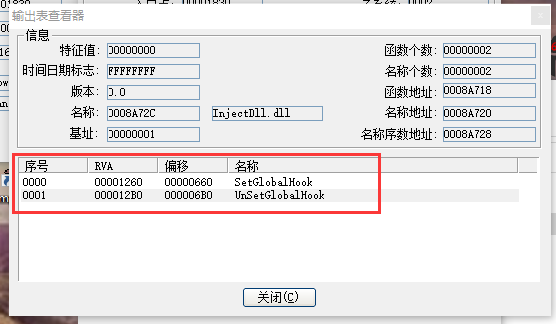 01830
输出表查看器
信息
特征值: 00000000
函数个数: 00000002
时间日期标志: FFFFFFFF
名称个数: 00000002
版本: 0.0
函数地址: 0008A718
名称: 0008A72C InjectDll.dll
名称地址: 0008A720
基址: 00000001
名称序数地址: 0008A728
序号 RVA 偏移 名称
0000 00001260 00000660 SetGlobalHook
0001 000012B0 000006B0 UnSetGlobalHook
关闭(C)